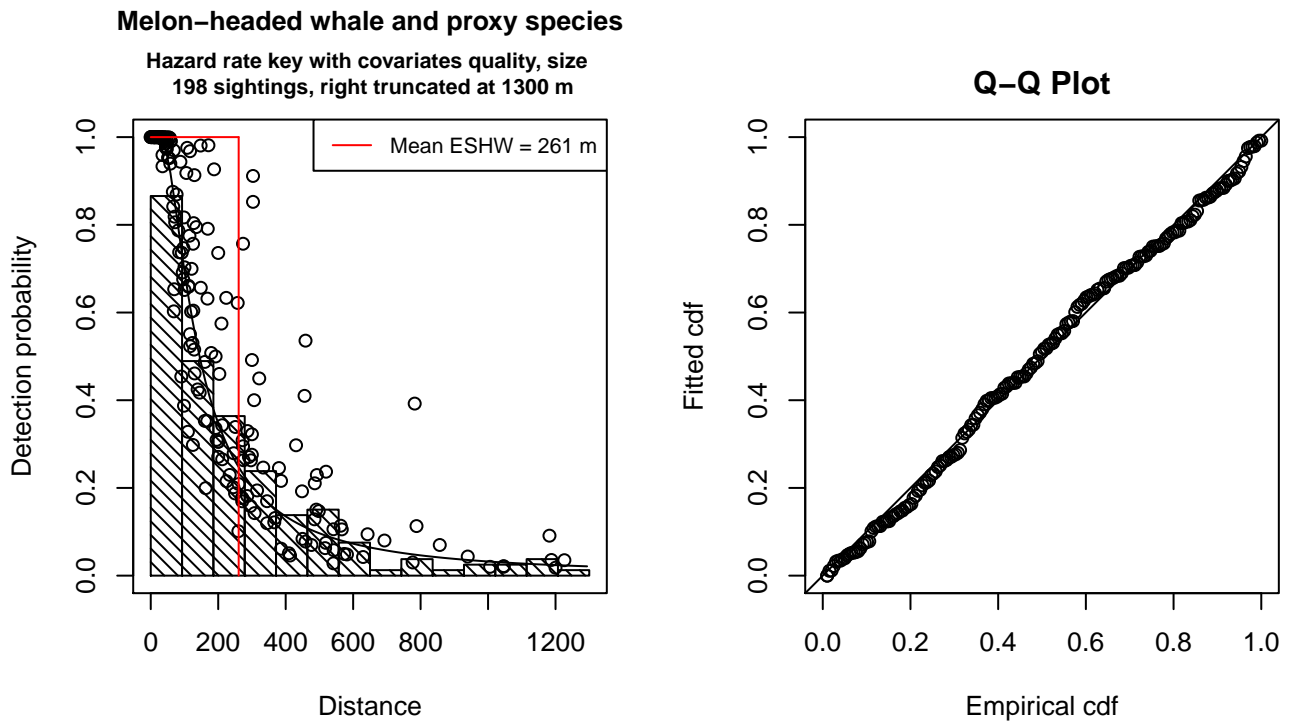 Melon−headed whale and proxy species
Hazard rate key with covariates quality, size
198 sightings, right truncated at 1300 m
Mean ESHW = 261 m
Detection probability
0.0 0.2 0.4 0.6 0.8 1.0
0 200 400 600 800 1200
Distance
Q−Q Plot
Fitted cdf
0.0 0.2 0.4 0.6 0.8 1.0
0.0 0.2 0.4 0.6 0.8 1.0
Empirical cdf